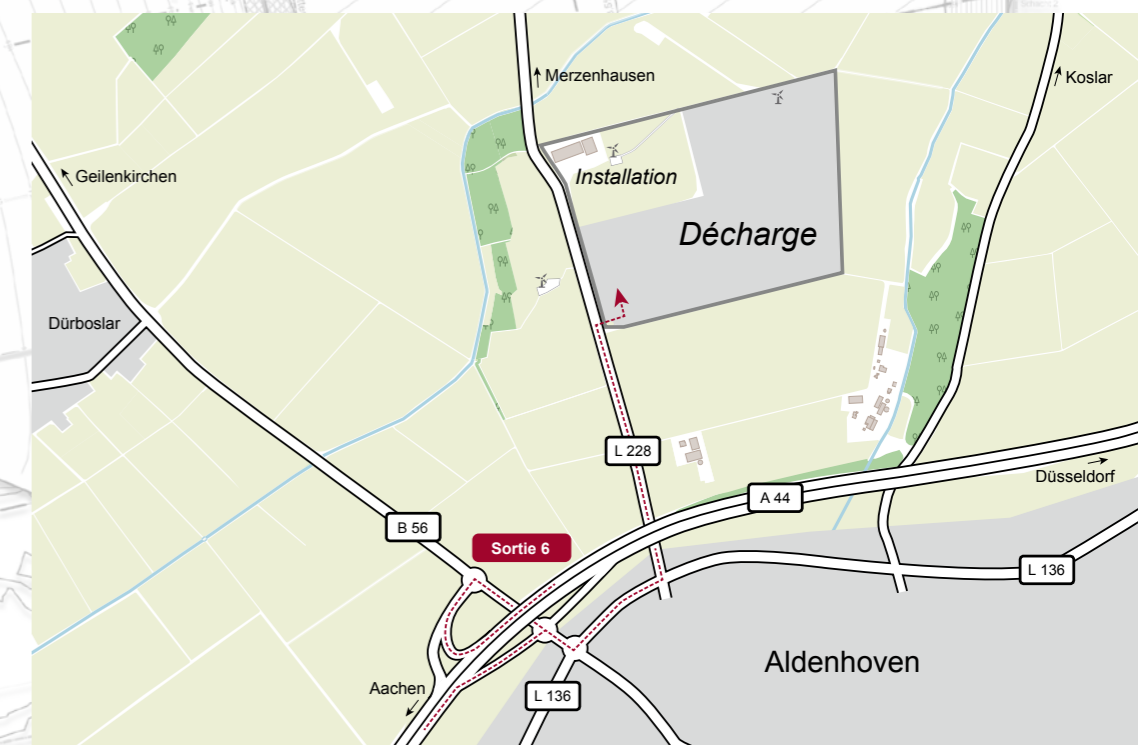 Merzenhausen
Koslar
Geilenkirchen
Installation
Décharge
Dürboslar
L 228
Düsseldorf
A 44
B 56
Sortie 6
L 136
Aldenhoven
Aachen
L 136